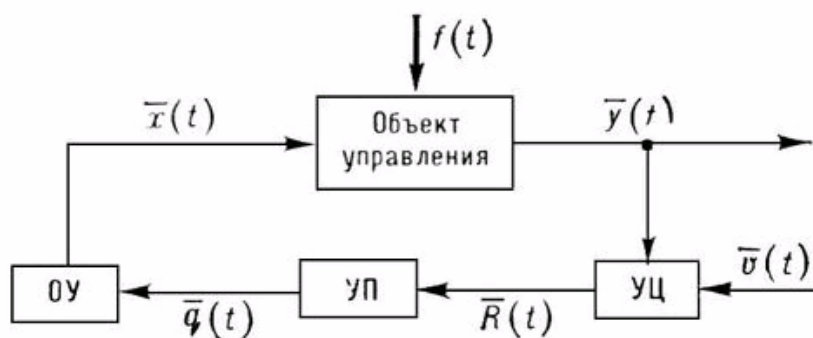 f(t)
x̅(t)
Объект
управления
y̅(t)
ОУ
УП
УЦ
v̅(t)
q̅(t)
R̅(t)